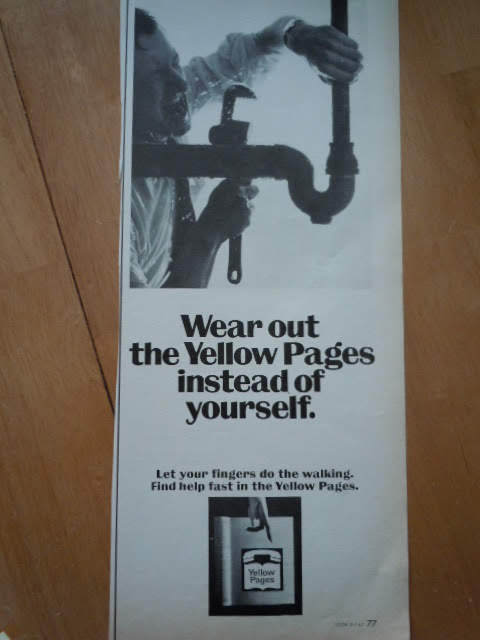 Wear out
the Yellow Pages
instead of
yourself.
Let your fingers do the walking.
Find help fast in the Yellow Pages.
Yellow
Pages
77